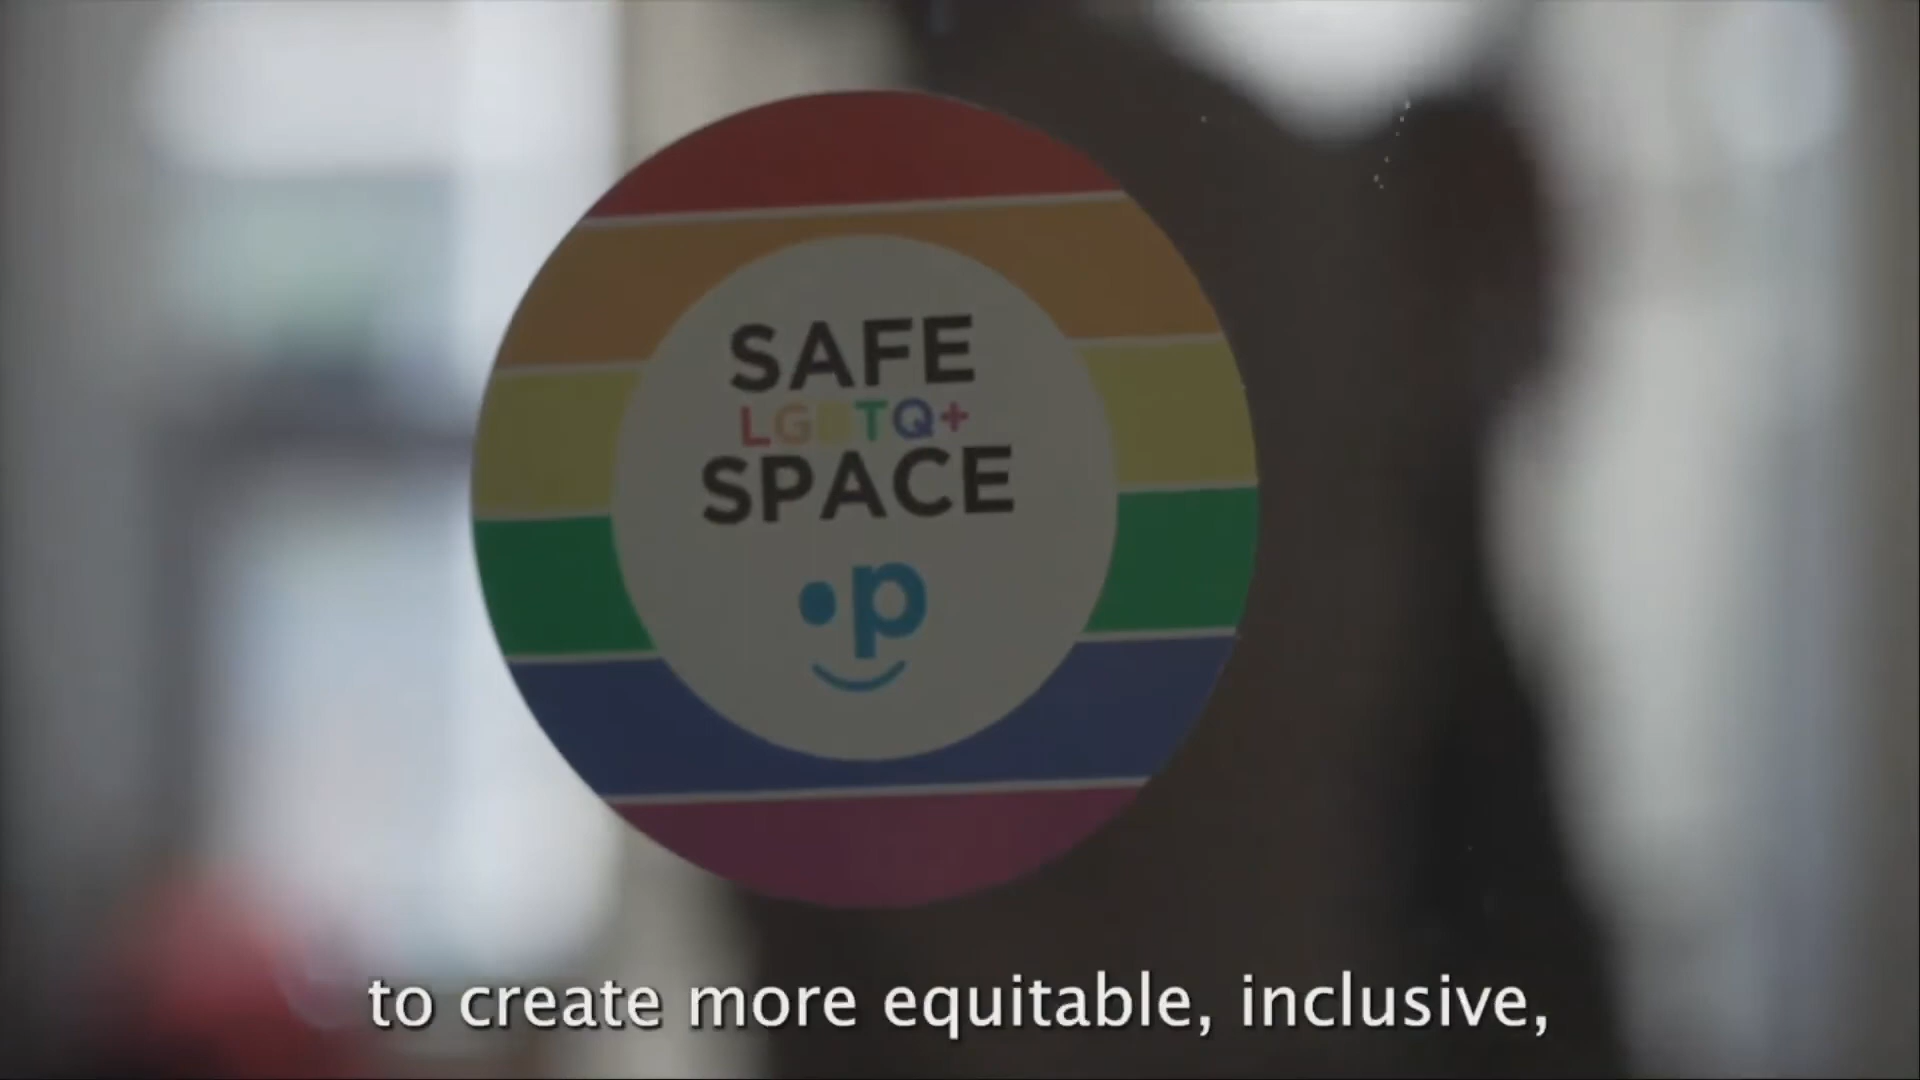 SAFE
LGBTQ+
SPACE
p
to create more equitable, inclusive,